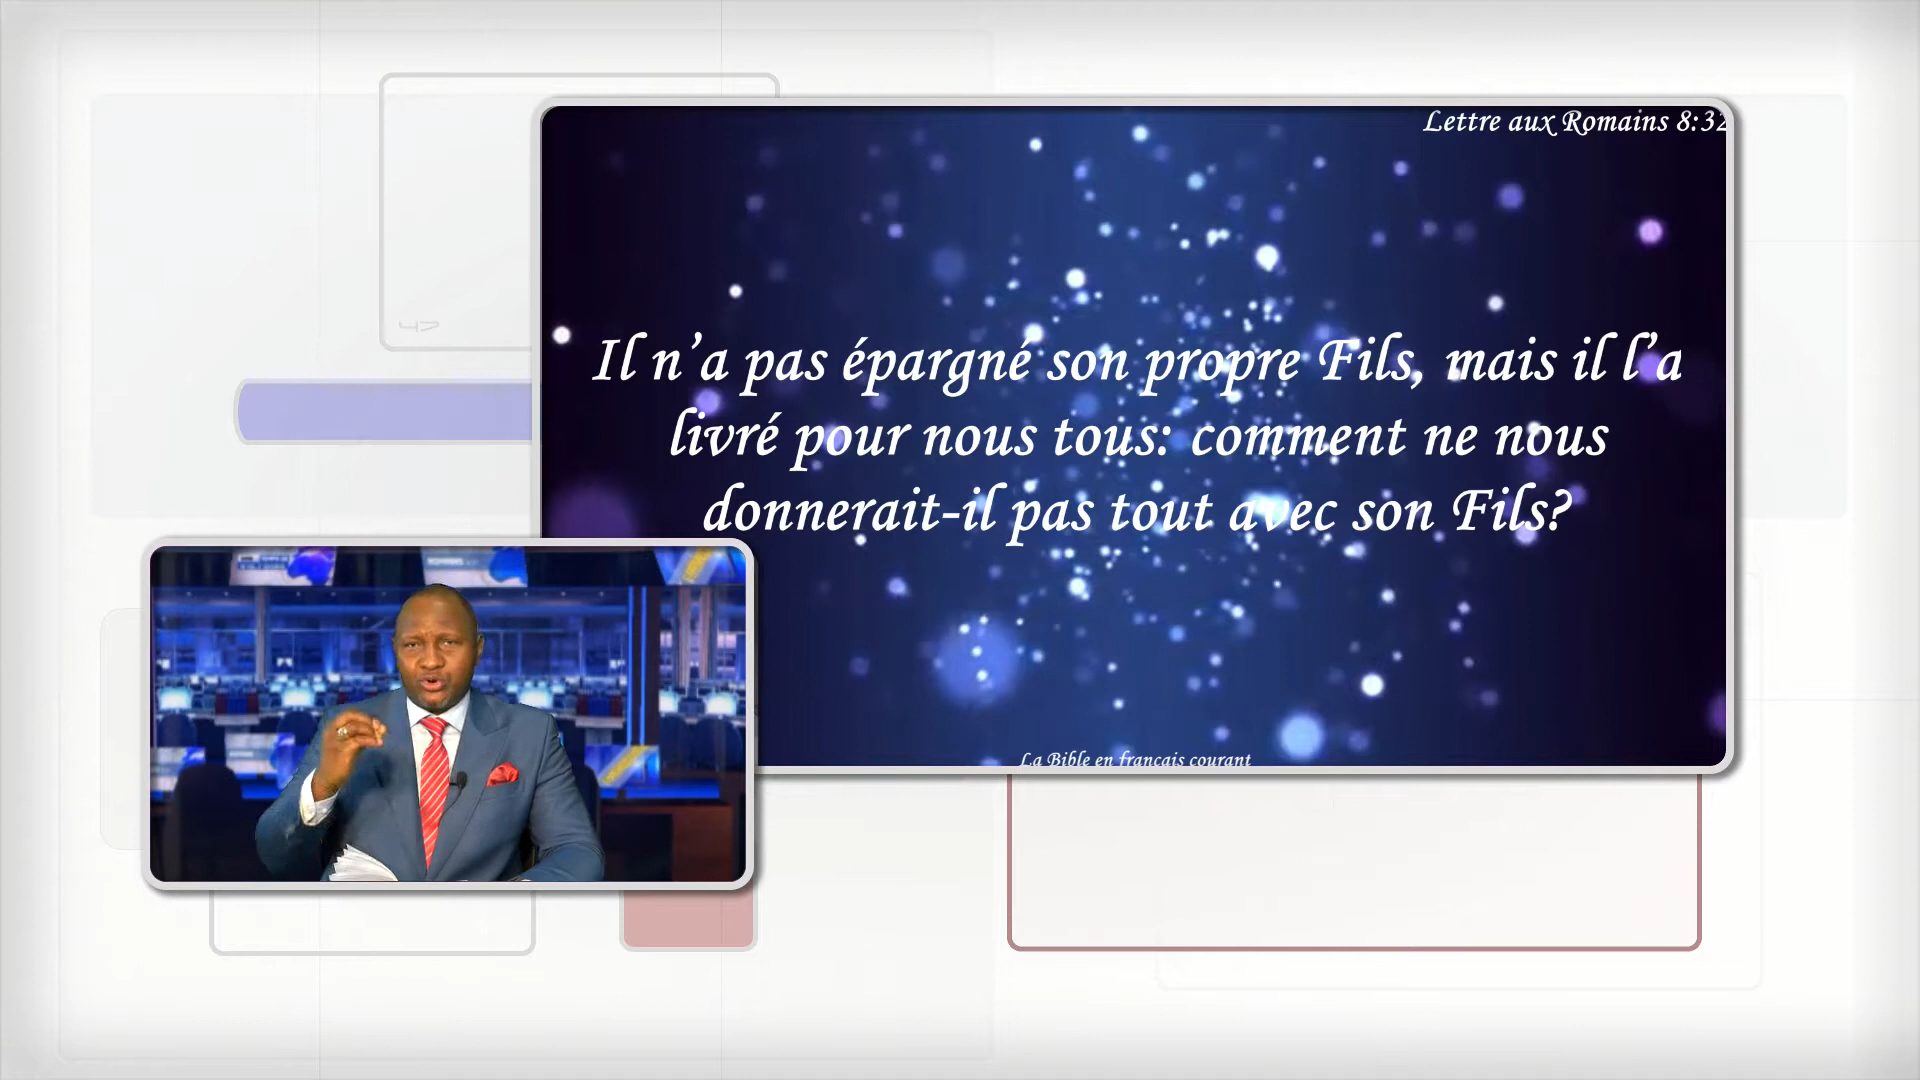 Lettre aux Romains 8:32
Il n’a pas épargné son propre Fils, mais il l’a
livré pour nous tous: comment ne nous
donnerait-il pas tout avec son Fils?
La Bible en français courant